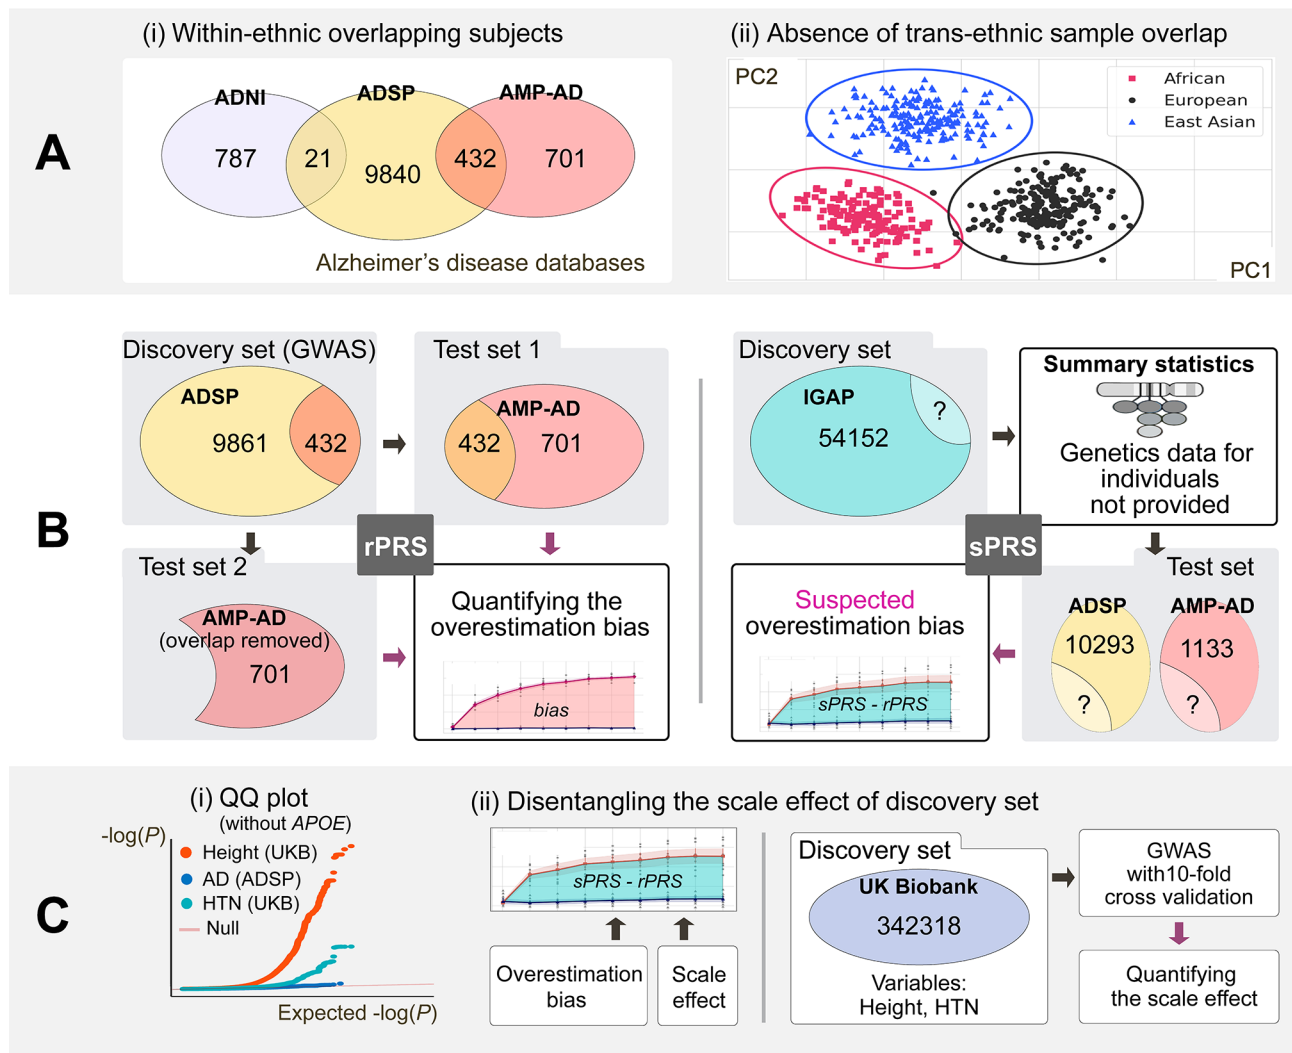 A
(i) Within-ethnic overlapping subjects
ADNI
ADSP
AMP-AD
787
21
9840
432
701
Alzheimer's disease databases
(ii) Absence of trans-ethnic sample overlap
PC2
African
European
East Asian
PC1
B
Discovery set (GWAS)
ADSP
9861
432
Test set 1
AMP-AD
432
701
rPRS
Test set 2
AMP-AD
(overlap removed)
701
Quantifying the
overestimation bias
bias
Discovery set
IGAP
54152
?
Summary statistics
Genetics data for
individuals
not provided
sPRS
Suspected
overestimation bias
sPRS - rPRS
Test set
ADSP
10293
?
AMP-AD
1133
?
C
(i) QQ plot
(without APOE)
-log(P)
Height (UKB)
AD (ADSP)
HTN (UKB)
Null
Expected -log(P)
(ii) Disentangling the scale effect of discovery set
sPRS - rPRS
Overestimation
bias
Scale
effect
Discovery set
UK Biobank
342318
Variables:
Height, HTN
GWAS
with10-fold
cross validation
Quantifying
the scale effect